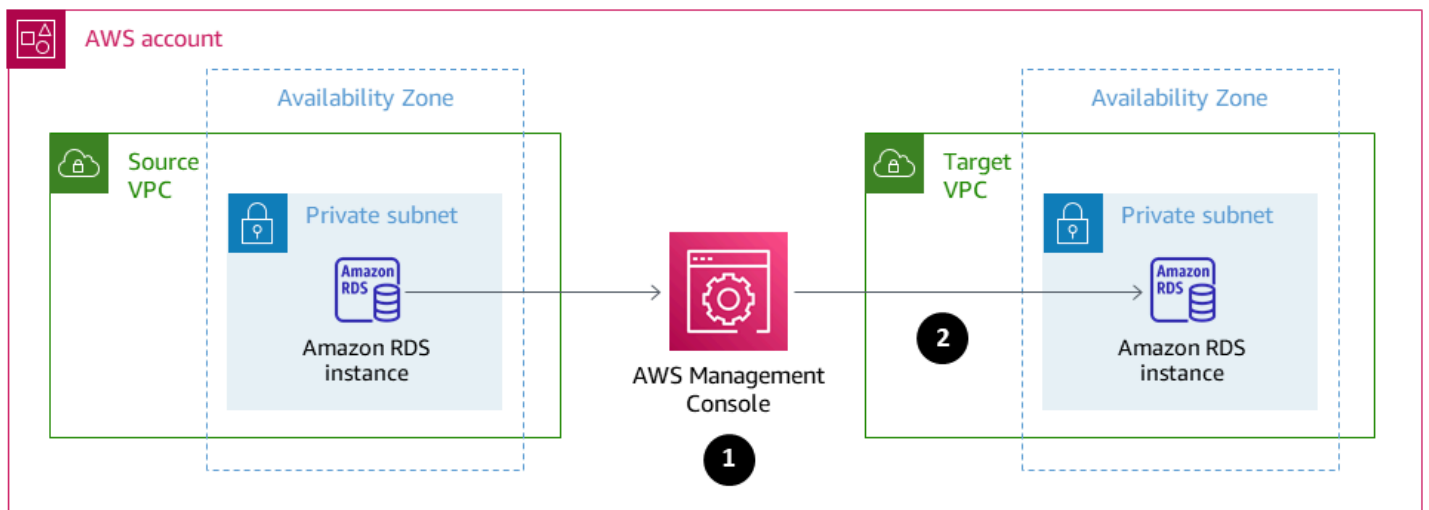 AWS account
Availability Zone
Availability Zone
Source
VPC
Target
VPC
Private subnet
Private subnet
Amazon
RDS
Amazon
RDS
Amazon RDS
instance
2
Amazon RDS
instance
AWS Management
Console
1